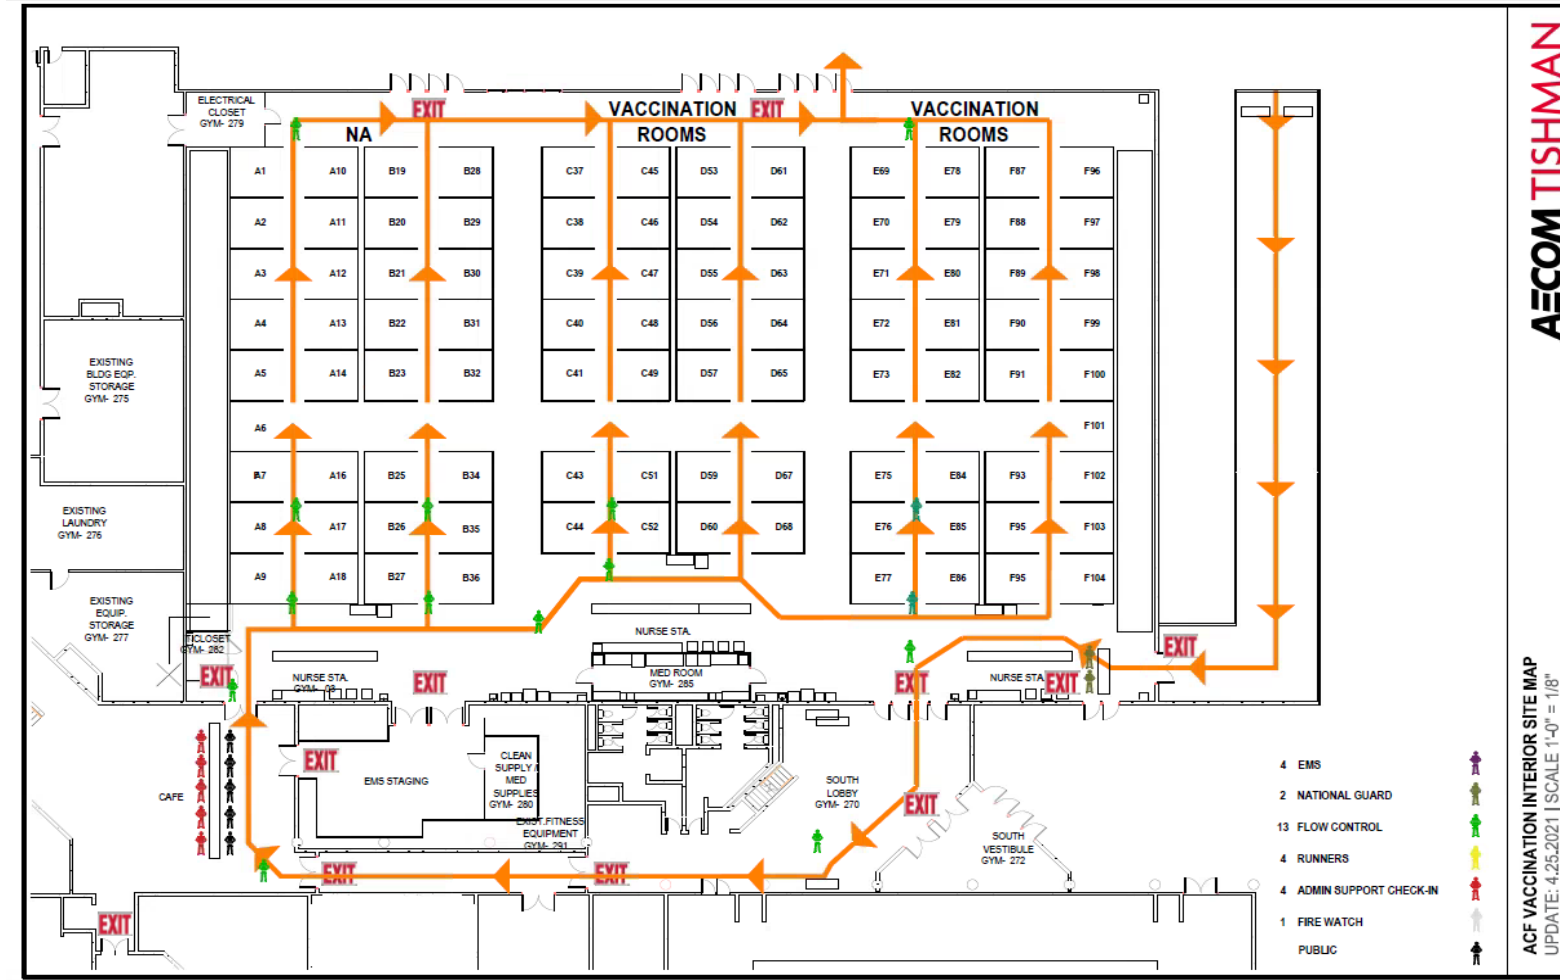 ELECTRICAL
CLOSET
GYM- 279
EXIT
VACCINATION
EXIT
VACCINATION
NA
ROOMS
ROOMS
A1 A10 B19 B28 C37 C45 D53 D61 E69 E78 F87 F96
A2 A11 B20 B29 C38 C46 D54 D62 E70 E79 F88 F97
A3 A12 B21 B30 C39 C47 D55 D63 E71 E80 F89 F98
A4 A13 B22 B31 C40 C48 D56 D64 E72 E81 F90 F99
A5 A14 B23 B32 C41 C49 D57 D65 E73 E82 F91 F100
A6 F101
A7 A16 B25 B34 C43 C51 D59 D67 E75 E84 F93 F102
A8 A17 B26 B35 C44 C52 D60 D68 E76 E85 F95 F103
A9 A18 B27 B36 E77 E86 F95 F104
EXISTING
BLDG EQP.
STORAGE
GYM- 275
EXISTING
LAUNDRY
GYM- 276
EXISTING
EQUIP.
STORAGE
GYM- 277
CLOSET
GYM- 262
EXIT
NURSE STA.
EXIT
NURSE STA.
MED ROOM
GYM- 285
EXIT
NURSE STA.
EXIT
EXIT
EXIT
EMS STAGING
CLEAN
SUPPLY /
MED
SUPPLIES
GYM- 280
EXIST.FITNESS
EQUIPMENT
GYM- 291
CAFE
SOUTH
LOBBY
GYM- 270
EXIT
SOUTH
VESTIBULE
GYM- 272
EXIT
EXIT
EXIT
4 EMS
2 NATIONAL GUARD
13 FLOW CONTROL
4 RUNNERS
4 ADMIN SUPPORT CHECK-IN
1 FIRE WATCH
PUBLIC
AECOM TISHMAN
ACF VACCINATION INTERIOR SITE MAP
UPDATE: 4.25.2021 | SCALE 1'-0" = 1/8"